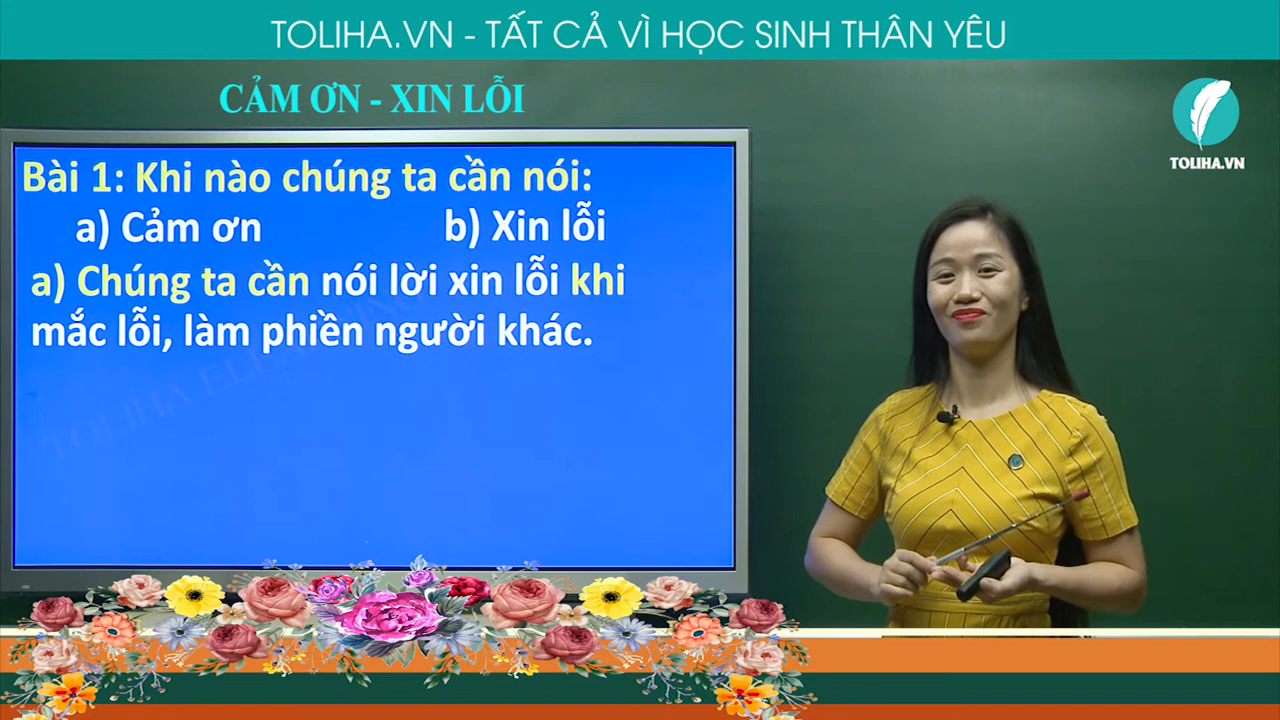 TOLIHA.VN - TẤT CẢ VÌ HỌC SINH THÂN YÊU
CẢM ƠN - XIN LỖI
TOLIHA.VN
Bài 1: Khi nào chúng ta cần nói:
a) Cảm ơn b) Xin lỗi
a) Chúng ta cần nói lời xin lỗi khi
mắc lỗi, làm phiền người khác.